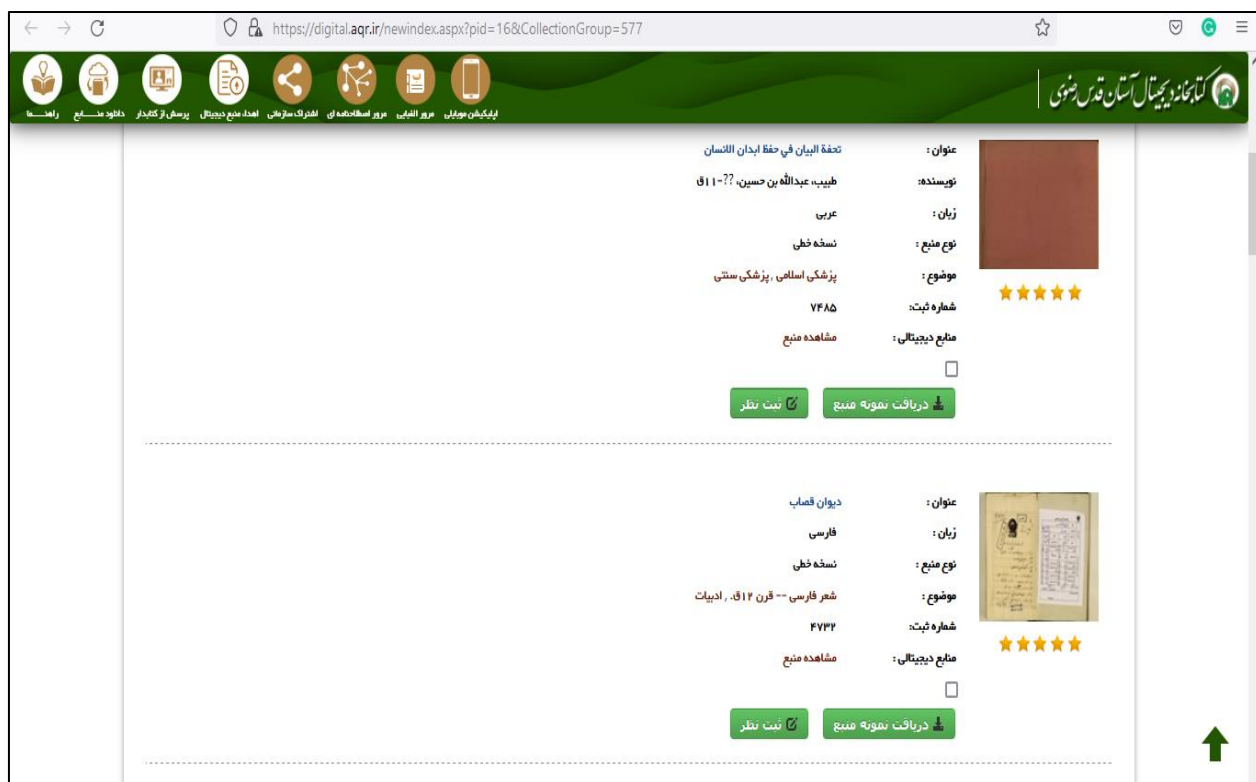 https://digital.aqr.ir/newindex.aspx?pid=16&CollectionGroup=577
کتابخانه دیجیتال آستان قدس رضوی
اپلیکیشن موبایلی
مرور الفبایی
مرور اصطلاحنامه ای
اشتراک سازمانی
اهداء منبع دیجیتال
پرسش از کتابدار
دانلود منابع
راهنما
عنوان : تحفة البيان في حفظ ابدان الانسان
نویسنده: طبیب، عبدالله بن حسین، ??-۱۱ق
زبان : عربی
نوع منبع : نسخه خطی
موضوع : پزشکی اسلامی , پزشکی سنتی
شماره ثبت: ۷۴۸۵
منابع دیجیتالی : مشاهده منبع
دریافت نمونه منبع
ثبت نظر
عنوان : دیوان قصاب
زبان : فارسی
نوع منبع : نسخه خطی
موضوع : شعر فارسی -- قرن ۱۲ق. , ادبیات
شماره ثبت: ۴۷۳۲
منابع دیجیتالی : مشاهده منبع
دریافت نمونه منبع
ثبت نظر